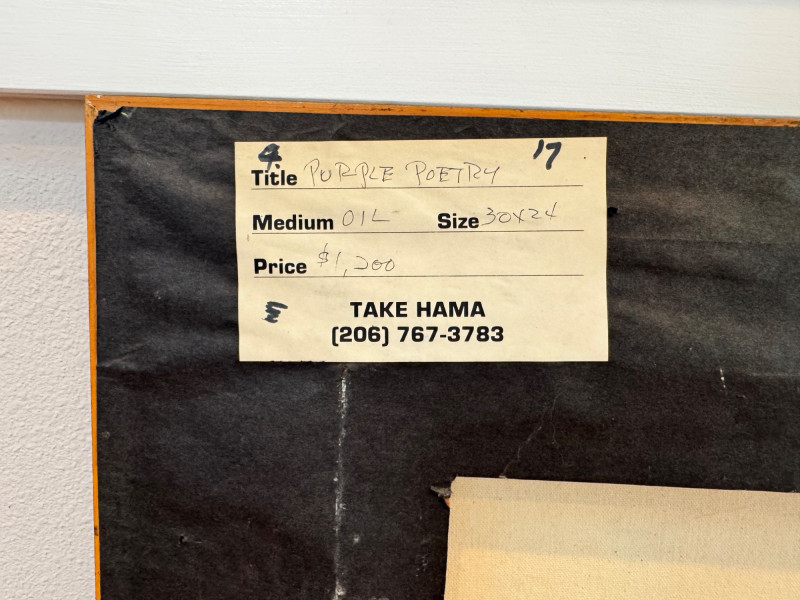 4. '17
Title PURPLE POETRY
Medium OIL Size 30X24
Price $1,200
TAKE HAMA
(206) 767-3783